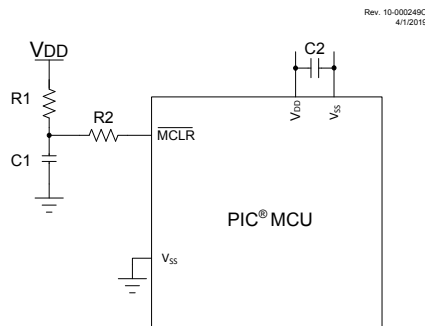 Rev. 10-000249C
4/1/2019
VDD
C2
R1
R2
VDD
VSS
MCLR
C1
PIC® MCU
VSS